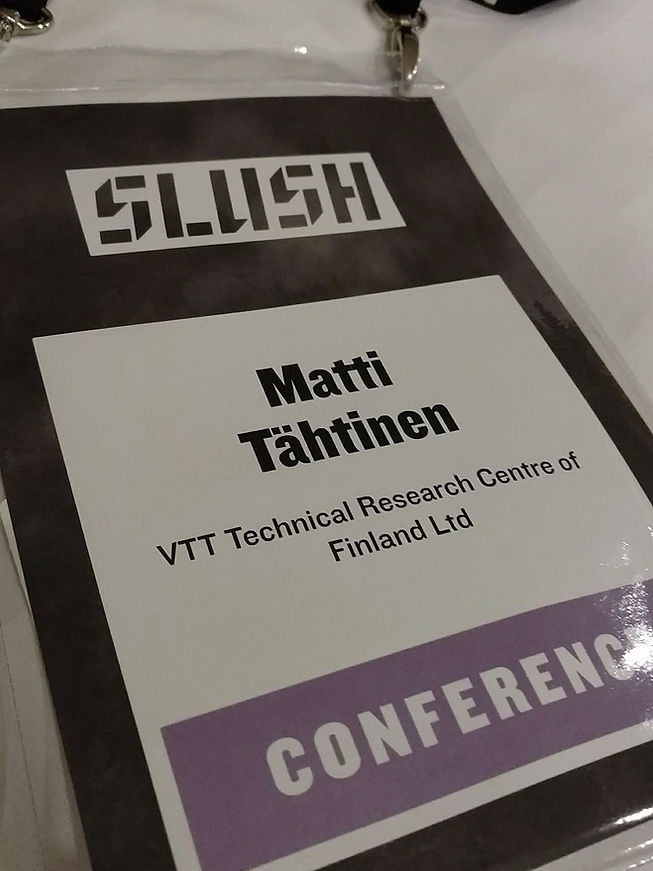 SLUSH
Matti
Tähtinen
VTT Technical Research Centre of
Finland Ltd
CONFERENC